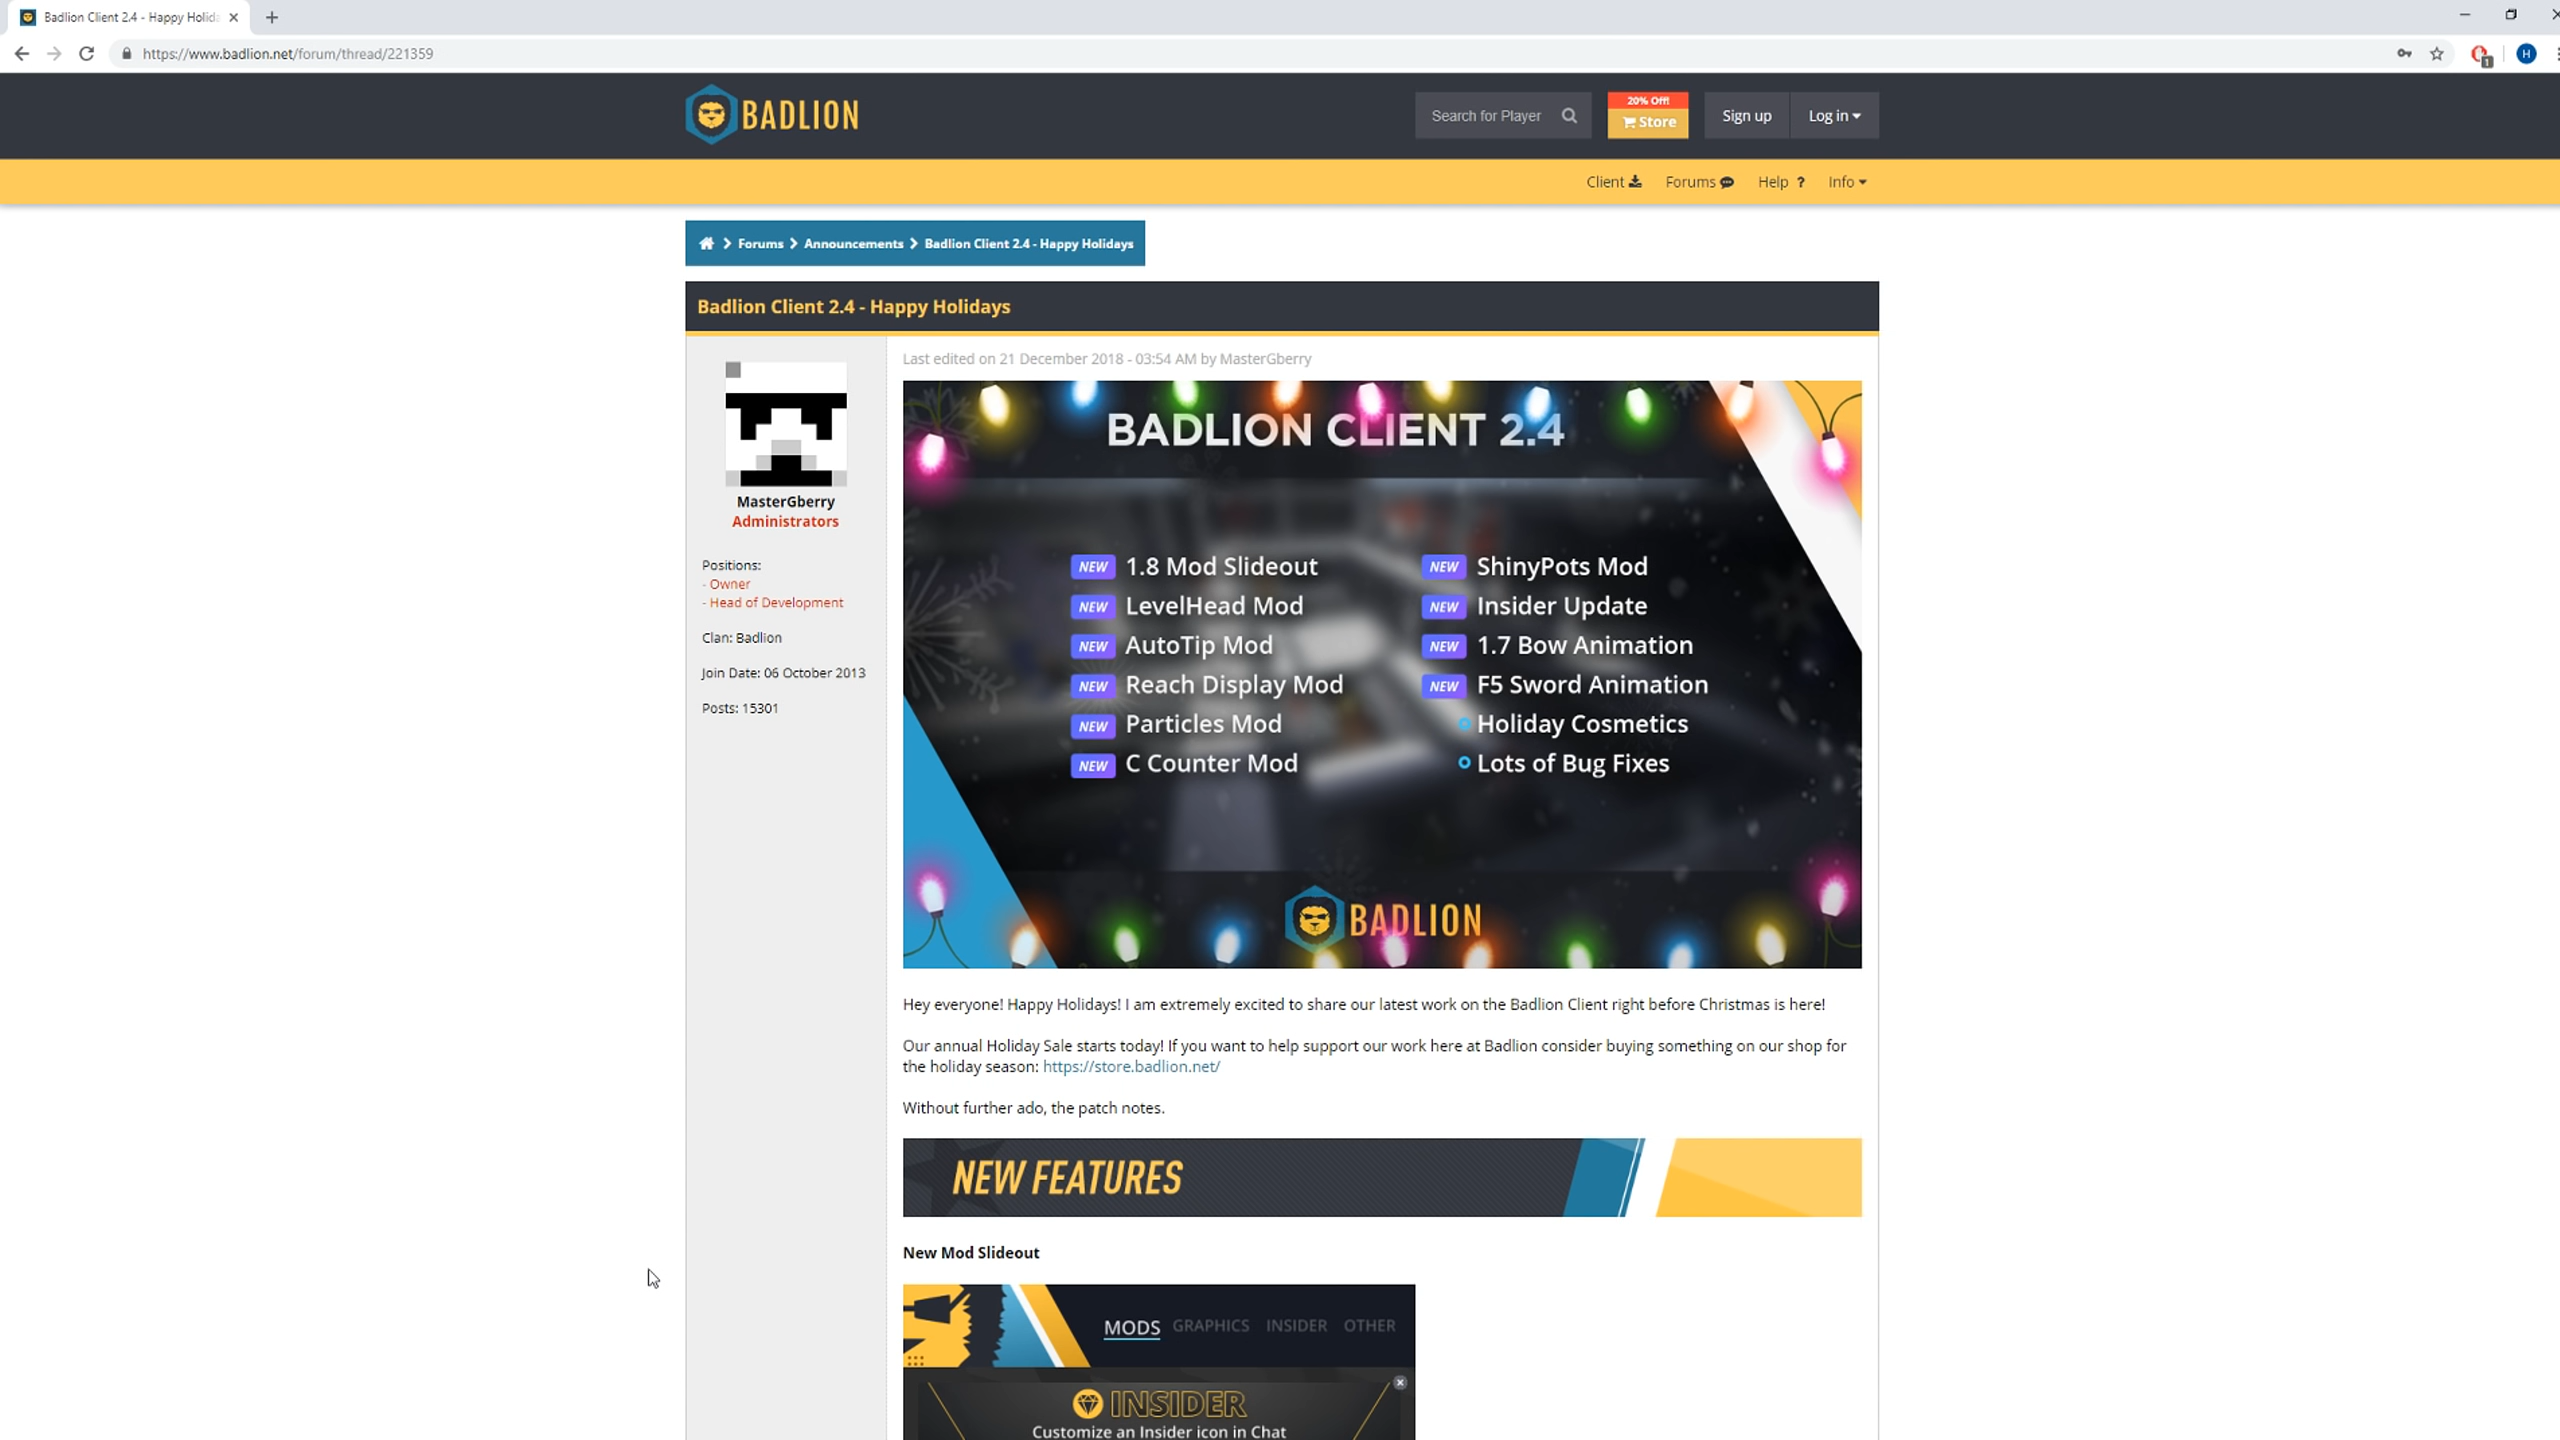 Badlion Client 2.4 - Happy Holida
https://www.badlion.net/forum/thread/221359
1
H
BADLION
Search for Player
20% Off!
Store
Sign up
Log in
Client
Forums
Help ?
Info
Forums
Announcements
Badlion Client 2.4 - Happy Holidays
Badlion Client 2.4 - Happy Holidays
MasterGberry
Administrators
Positions:
- Owner
- Head of Development
Clan: Badlion
Join Date: 06 October 2013
Posts: 15301
Last edited on 21 December 2018 - 03:54 AM by MasterGberry
BADLION CLIENT 2.4
NEW 1.8 Mod Slideout
NEW LevelHead Mod
NEW AutoTip Mod
NEW Reach Display Mod
NEW Particles Mod
NEW C Counter Mod
NEW ShinyPots Mod
NEW Insider Update
NEW 1.7 Bow Animation
NEW F5 Sword Animation
Holiday Cosmetics
Lots of Bug Fixes
BADLION
Hey everyone! Happy Holidays! I am extremely excited to share our latest work on the Badlion Client right before Christmas is here!
Our annual Holiday Sale starts today! If you want to help support our work here at Badlion consider buying something on our shop for
the holiday season: https://store.badlion.net/
Without further ado, the patch notes.
NEW FEATURES
New Mod Slideout
MODS GRAPHICS INSIDER OTHER
INSIDER
Customize an Insider icon in Chat